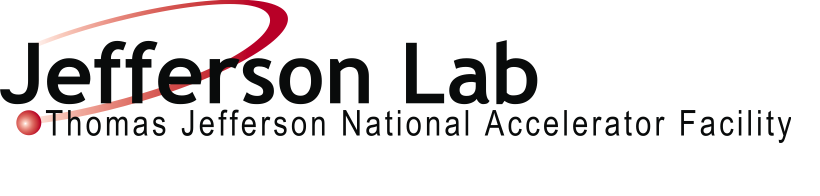 Jefferson Lab
Thomas Jefferson National Accelerator Facility